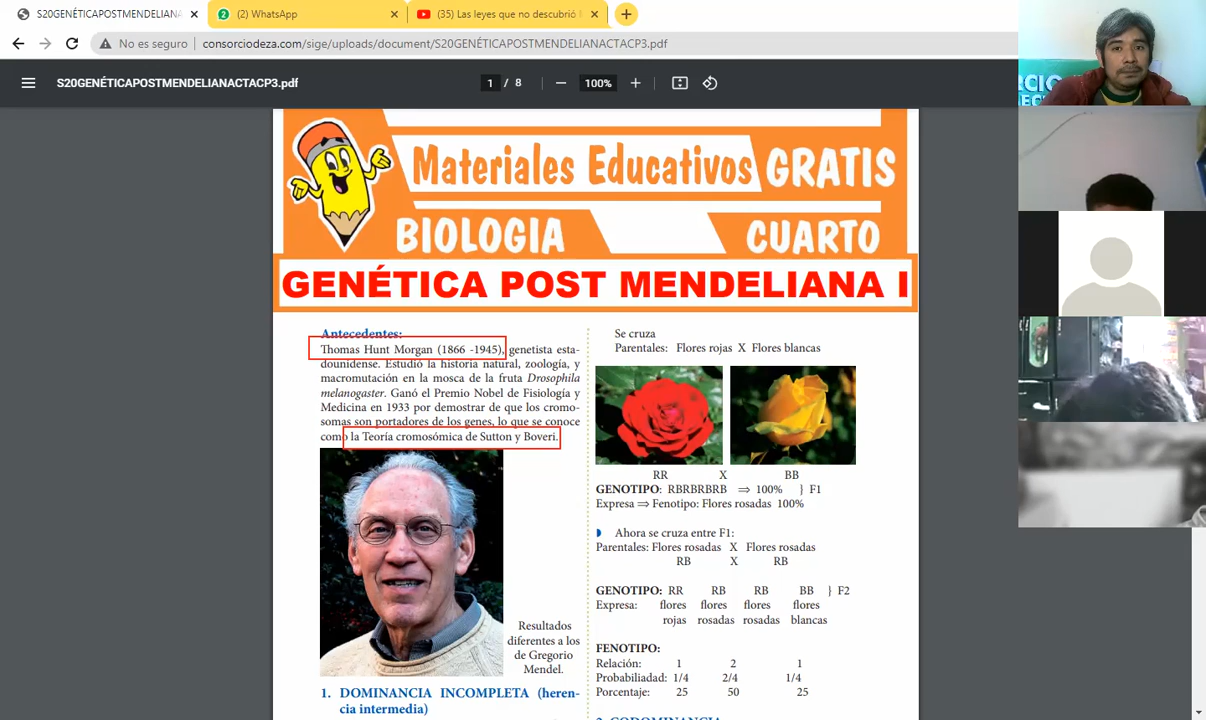 S20GENÉTICAPOSTMENDELIANA
2
(2) WhatsApp
(35) Las leyes que no descubrió
No es seguro
consorciodeza.com/sige/uploads/document/S20GENÉTICAPOSTMENDELIANACTACP3.pdf
S20GENÉTICAPOSTMENDELIANACTACP3.pdf
1 / 8
100%
Materiales Educativos GRATIS
BIOLOGIA
CUARTO
GENÉTICA POST MENDELIANA I
Antecedentes:
Thomas Hunt Morgan (1866 -1945), genetista esta-
dounidense. Estudió la historia natural, zoología, y
macromutación en la mosca de la fruta Drosophila
melanogaster. Ganó el Premio Nobel de Fisiología y
Medicina en 1933 por demostrar de que los cromo-
somas son portadores de los genes, lo que se conoce
como la Teoría cromosómica de Sutton y Boveri.
Resultados
diferentes a los
de Gregorio
Mendel.
1. DOMINANCIA INCOMPLETA (heren-
cia intermedia)
Se cruza
Parentales: Flores rojas X Flores blancas
RR X BB
GENOTIPO: RBRBRBRB ⇒ 100% } F1
Expresa ⇒ Fenotipo: Flores rosadas 100%
Ahora se cruza entre F1:
Parentales: Flores rosadas X Flores rosadas
RB X RB
GENOTIPO: RR RB RB BB } F2
Expresa: flores flores flores flores
rojas rosadas rosadas blancas
FENOTIPO:
Relación: 1 2 1
Probabiliadad: 1/4 2/4 1/4
Porcentaje: 25 50 25
2. CODOMINANCIA